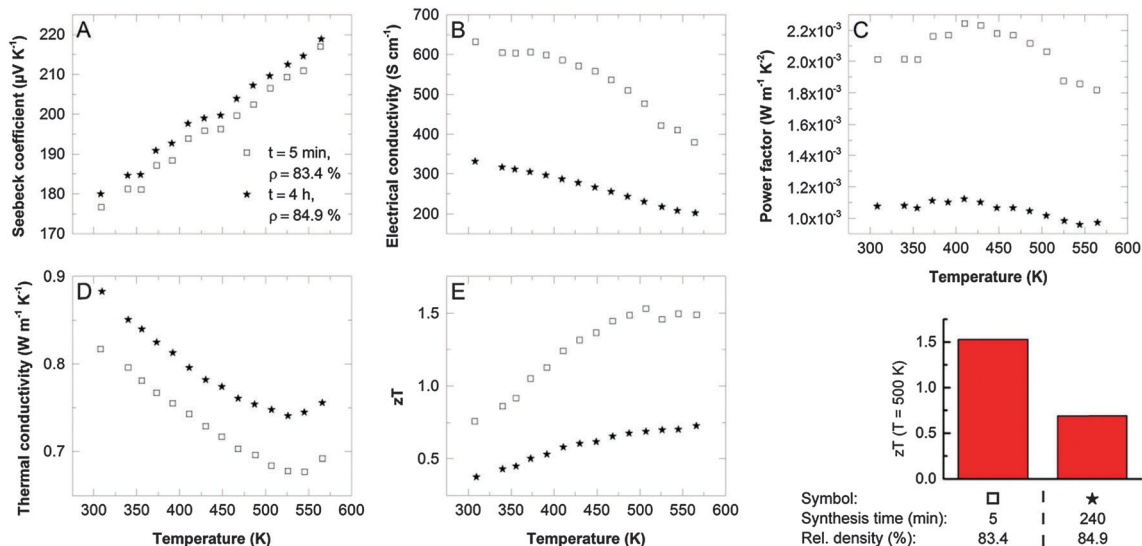 A
Seebeck coefficient (µV K⁻¹)
220
210
200
190
180
170
□ t = 5 min,
ρ = 83.4 %
★ t = 4 h,
ρ = 84.9 %
B
Electrical conductivity (S cm⁻¹)
700
600
500
400
300
200
C
Power factor (W m⁻¹ K⁻²)
2.2x10⁻³
2.0x10⁻³
1.8x10⁻³
1.6x10⁻³
1.4x10⁻³
1.2x10⁻³
1.0x10⁻³
300 350 400 450 500 550 600
Temperature (K)
D
Thermal conductivity (W m⁻¹ K⁻¹)
0.9
0.8
0.7
300 350 400 450 500 550 600
Temperature (K)
E
zT
1.5
1.0
0.5
300 350 400 450 500 550 600
Temperature (K)
zT (T = 500 K)
1.5
1.0
0.5
0.0
Symbol: □ | ★
Synthesis time (min): 5 | 240
Rel. density (%): 83.4 | 84.9